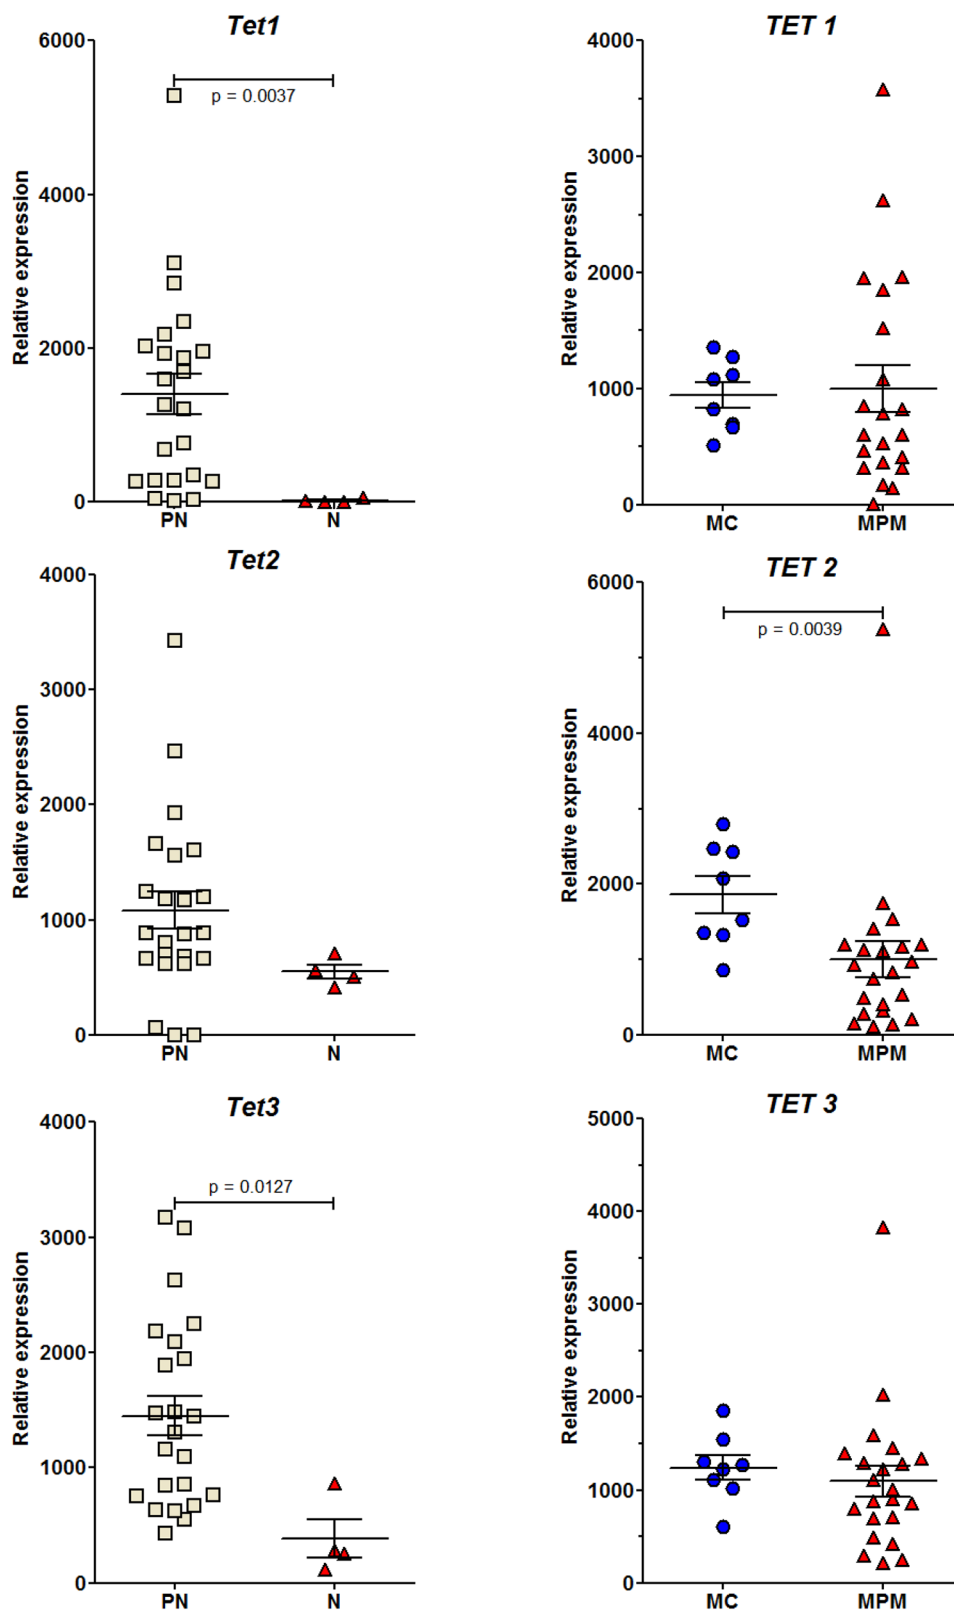 Tet1
6000
4000
2000
0
Relative expression
p = 0.0037
PN
N
TET 1
4000
3000
2000
1000
0
Relative expression
MC
MPM
Tet2
4000
3000
2000
1000
0
Relative expression
PN
N
TET 2
6000
4000
2000
0
Relative expression
p = 0.0039
MC
MPM
Tet3
4000
3000
2000
1000
0
Relative expression
p = 0.0127
PN
N
TET 3
5000
4000
3000
2000
1000
0
Relative expression
MC
MPM